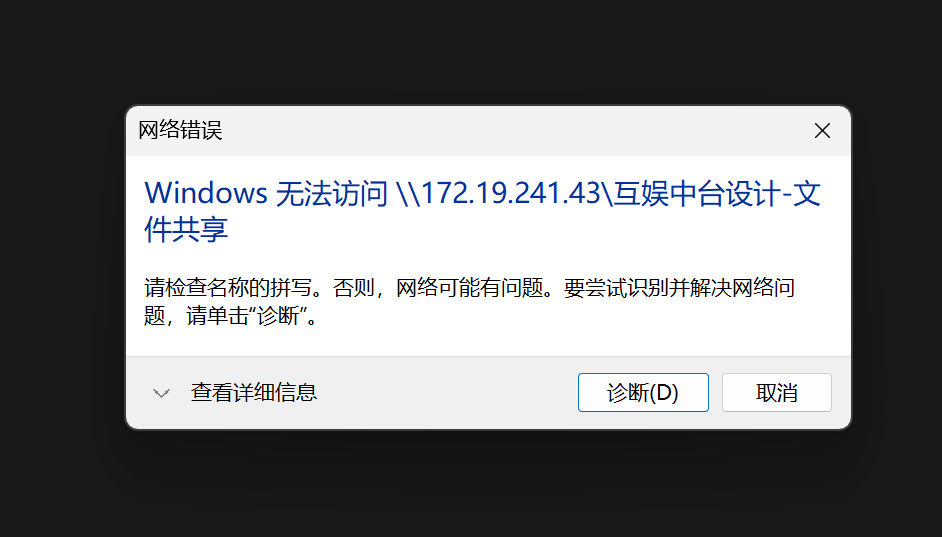 网络错误
Windows 无法访问 \\172.19.241.43\互娱中台设计-文
件共享
请检查名称的拼写。否则，网络可能有问题。要尝试识别并解决网络问
题，请单击“诊断”。
查看详细信息
诊断(D)
取消